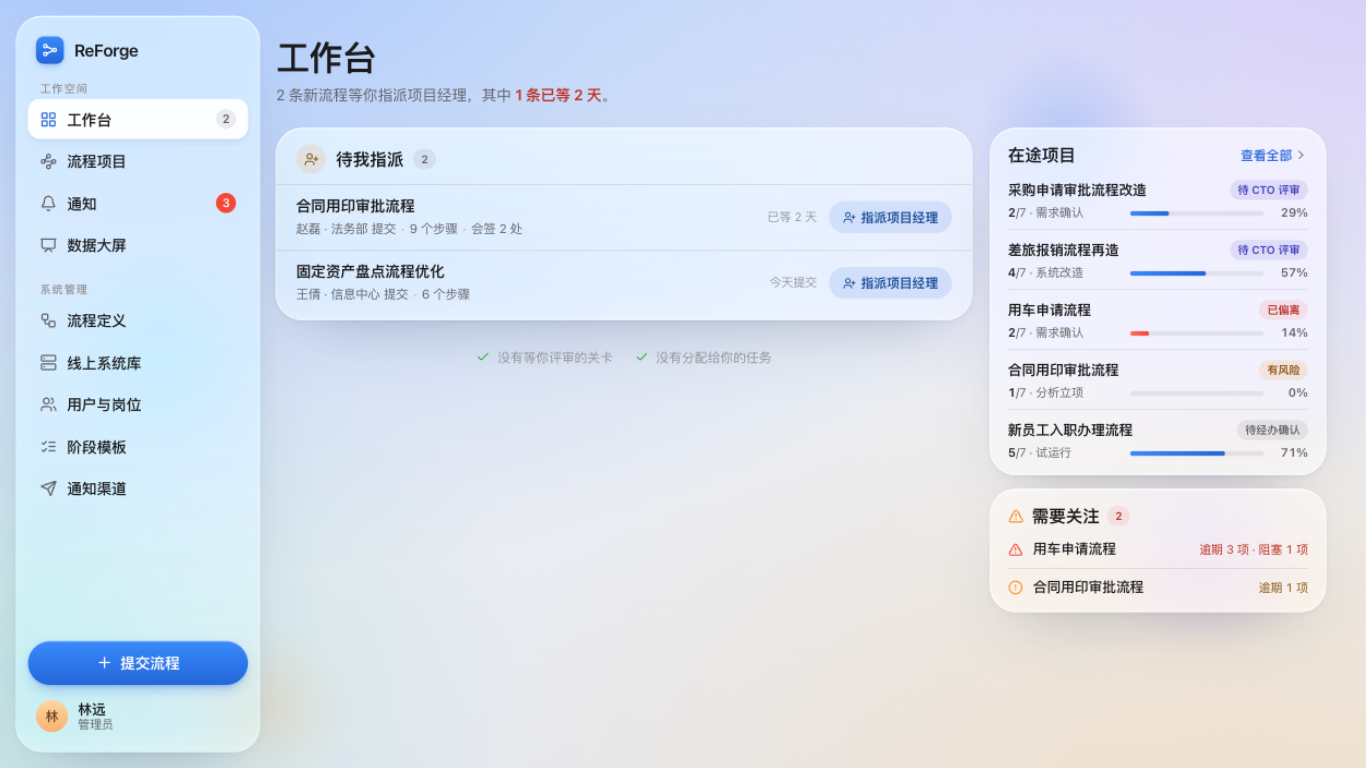 ReForge
工作空间
工作台 2
流程项目
通知 3
数据大屏
系统管理
流程定义
线上系统库
用户与岗位
阶段模板
通知渠道
+ 提交流程
林
林远
管理员
工作台
2 条新流程等你指派项目经理，其中 1 条已等 2 天。
待我指派 2
合同用印审批流程
赵磊 · 法务部 提交 · 9 个步骤 · 会签 2 处
已等 2 天 指派项目经理
固定资产盘点流程优化
王倩 · 信息中心 提交 · 6 个步骤
今天提交 指派项目经理
没有等你评审的关卡 没有分配给你的任务
在途项目 查看全部
采购申请审批流程改造 待 CTO 评审
2/7 · 需求确认 29%
差旅报销流程再造 待 CTO 评审
4/7 · 系统改造 57%
用车申请流程 已偏离
2/7 · 需求确认 14%
合同用印审批流程 有风险
1/7 · 分析立项 0%
新员工入职办理流程 待经办确认
5/7 · 试运行 71%
需要关注 2
用车申请流程 逾期 3 项 · 阻塞 1 项
合同用印审批流程 逾期 1 项